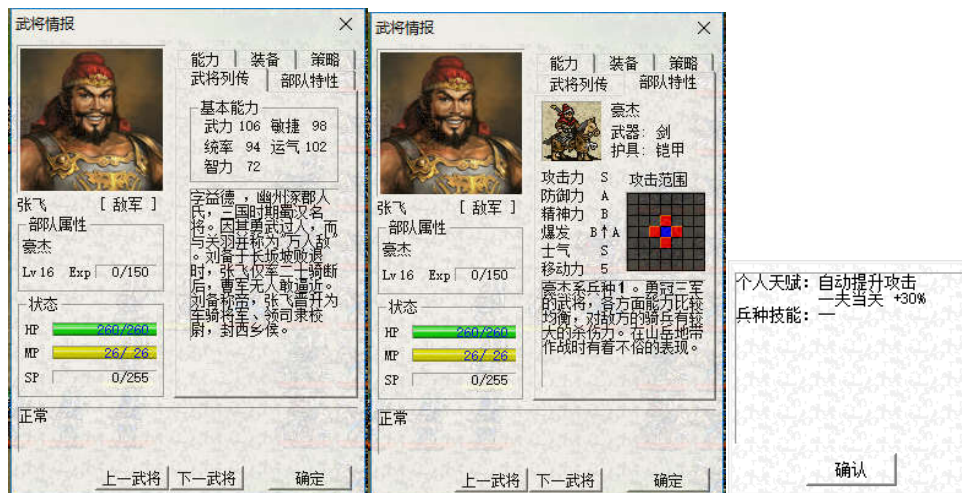 武将情报
能力 装备 策略
武将列传 部队特性
基本能力
武力 106 敏捷 98
统率 94 运气 102
智力 72
张飞 [ 敌军 ]
部队属性
豪杰
Lv 16 Exp 0/150
状态
HP 260/260
MP 26/ 26
SP 0/255
字益德 ，幽州涿郡人
氏，三国时期蜀汉名
将。因其勇武过人，而
与关羽并称为“万人敌”
。刘备于长坂坡败退
时，张飞仅率二十骑断
后，曹军无人敢逼近。
刘备称帝，张飞晋升为
车骑将军、领司隶校
尉，封西乡侯。
正常
上一武将 下一武将 确定
武将情报
能力 装备 策略
武将列传 部队特性
豪杰
武器：剑
护具：铠甲
攻击力 S 攻击范围
防御力 A
精神力 B
爆发 B↑A
士气 S
移动力 5
张飞 [ 敌军 ]
部队属性
豪杰
Lv 16 Exp 0/150
状态
HP 260/260
MP 26/ 26
SP 0/255
豪杰系兵种1。勇冠三军
的武将，各方面能力比较
均衡，对敌方的骑兵有较
大的杀伤力。在山岳地带
作战时有着不俗的表现。
正常
上一武将 下一武将 确定
个人天赋：自动提升攻击
一夫当关 +30%
兵种技能：—
确认